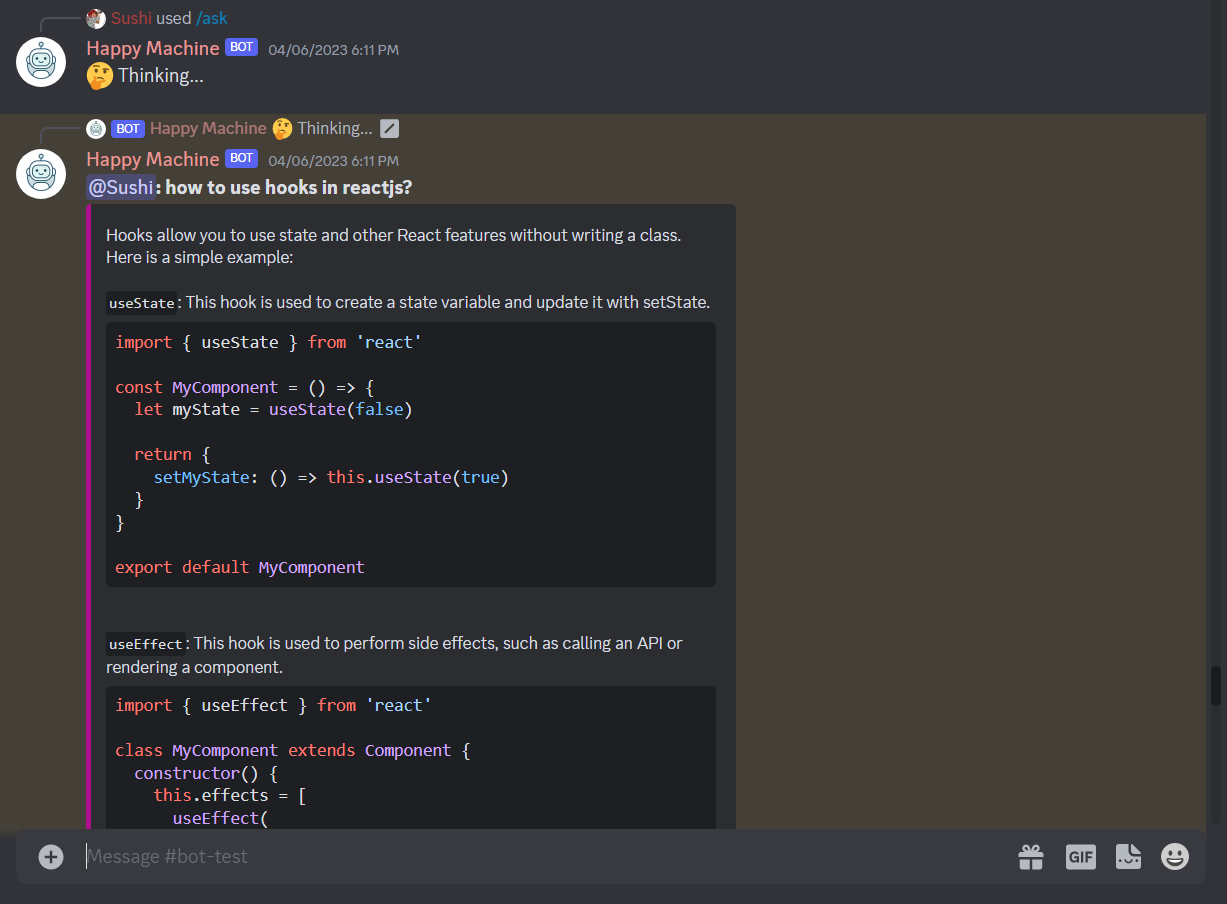 Sushi used /ask
Happy Machine BOT 04/06/2023 6:11 PM
🤔 Thinking...
BOT Happy Machine 🤔 Thinking...
Happy Machine BOT 04/06/2023 6:11 PM
@Sushi: how to use hooks in reactjs?
Hooks allow you to use state and other React features without writing a class.
Here is a simple example:
useState: This hook is used to create a state variable and update it with setState.
import { useState } from 'react'
const MyComponent = () => {
  let myState = useState(false)
  return {
    setMyState: () => this.useState(true)
  }
}
export default MyComponent
useEffect: This hook is used to perform side effects, such as calling an API or
rendering a component.
import { useEffect } from 'react'
class MyComponent extends Component {
  constructor() {
    this.effects = [
      useEffect(
Message #bot-test
GIF